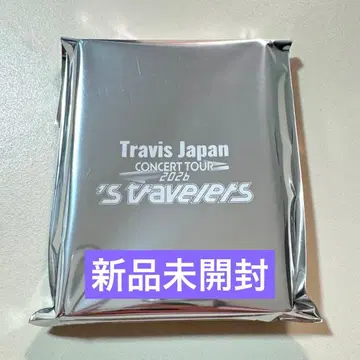 Travis Japan
CONCERT TOUR
2026
'S travelers
新品未開封